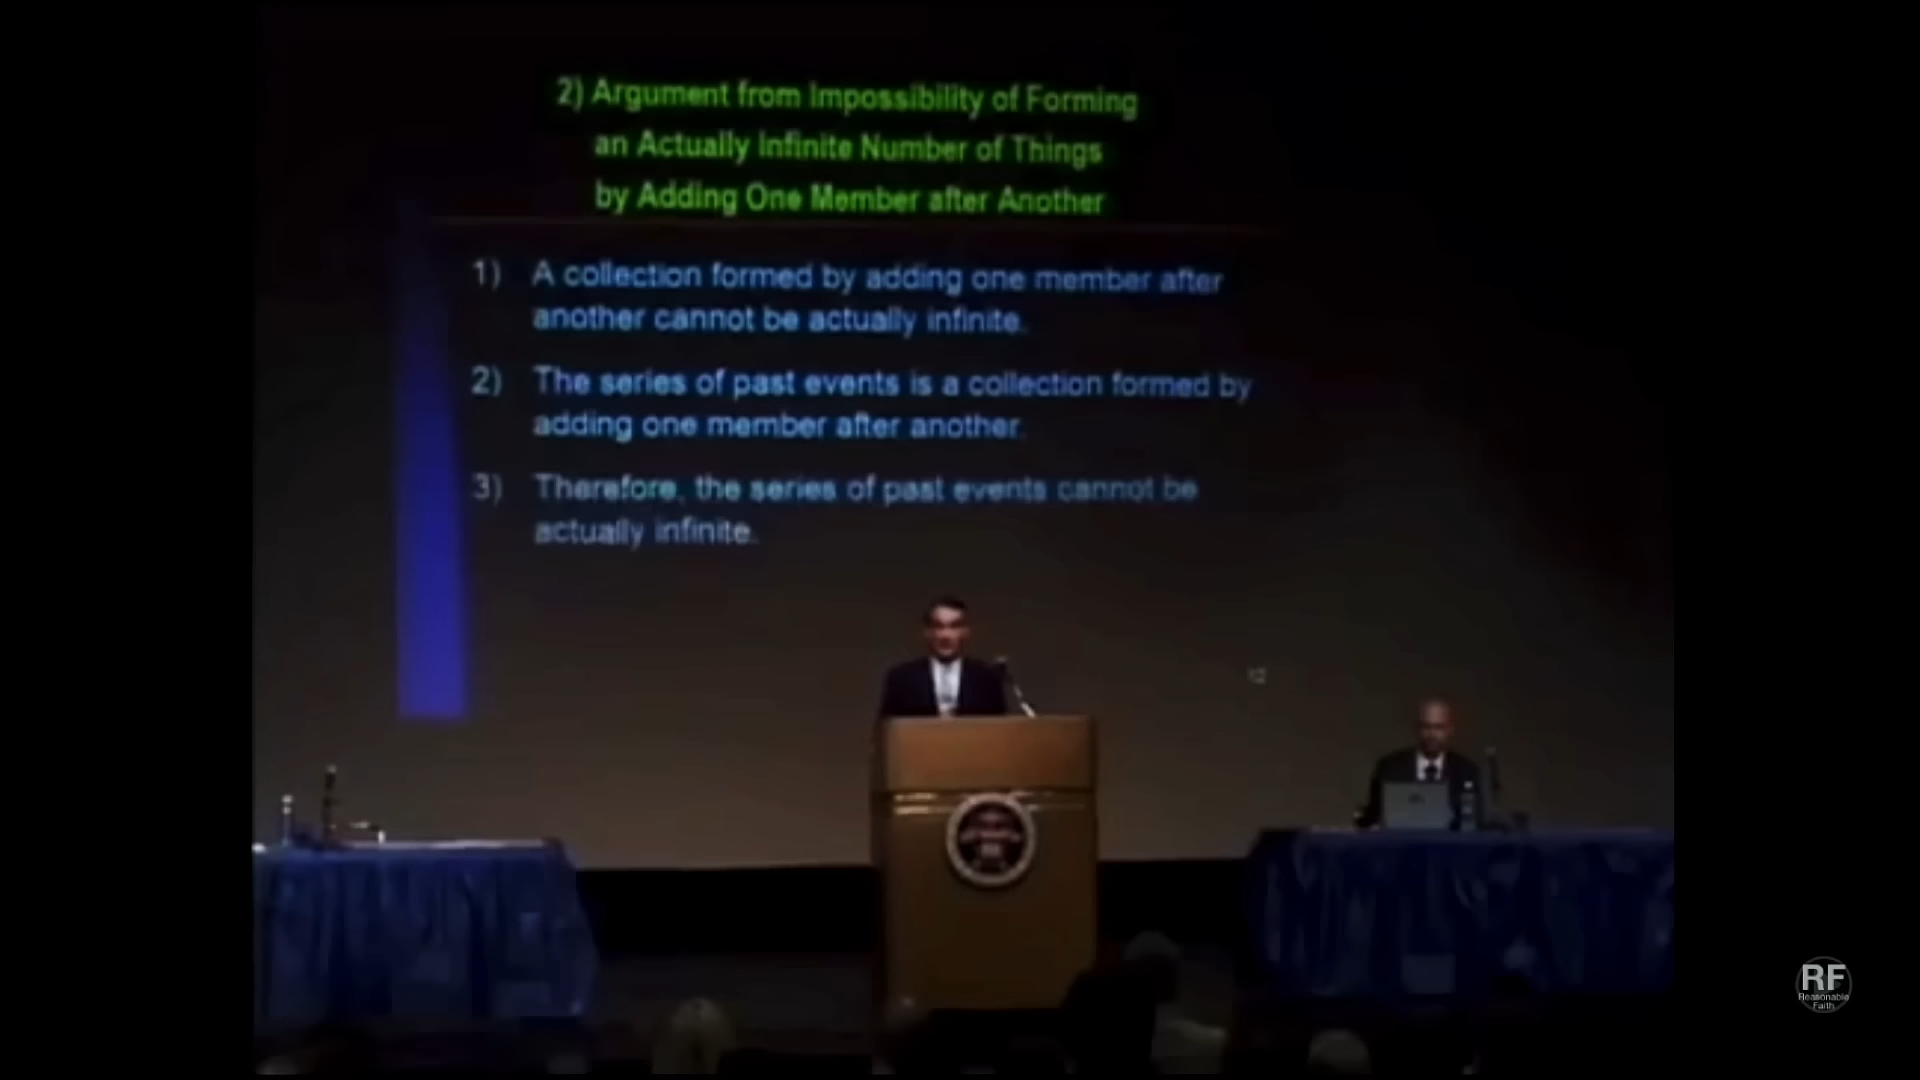 2) Argument from Impossibility of Forming
an Actually Infinite Number of Things
by Adding One Member after Another
1) A collection formed by adding one member after
another cannot be actually infinite.
2) The series of past events is a collection formed by
adding one member after another.
3) Therefore, the series of past events cannot be
actually infinite.
12
RF
Reasonable
Faith